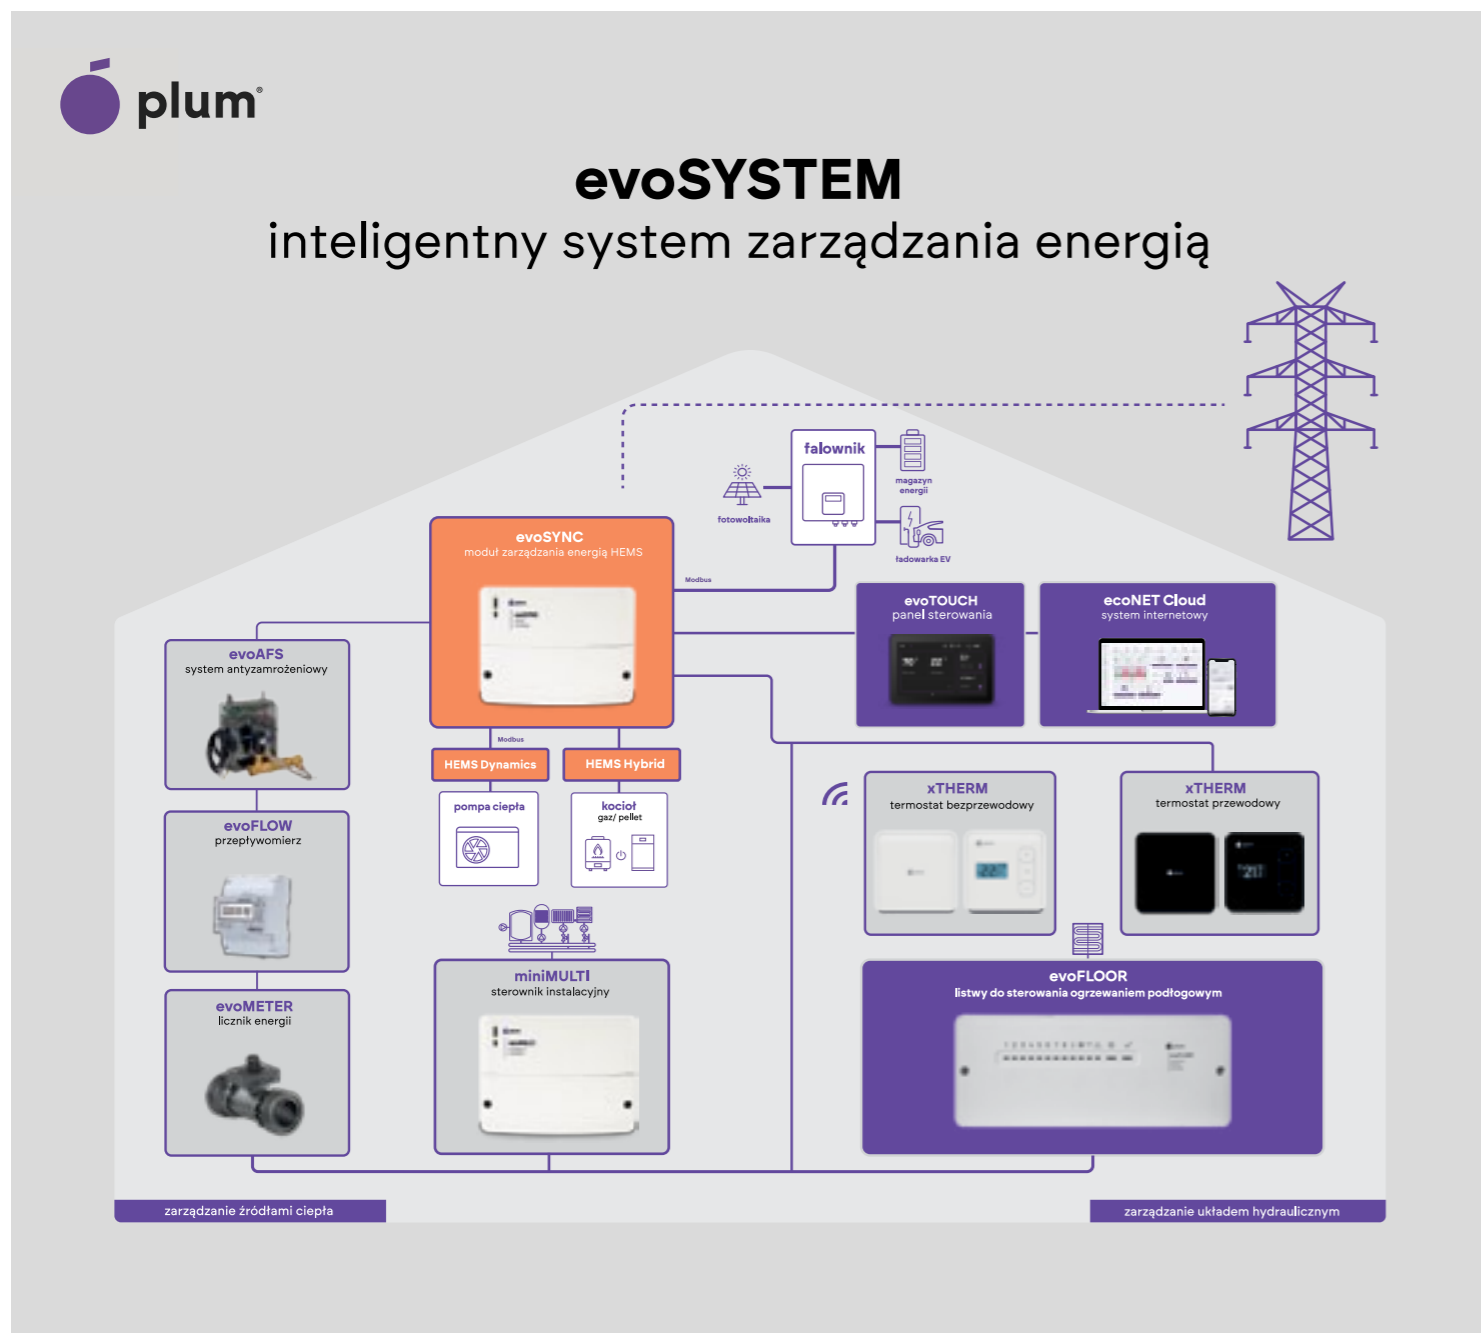 plum®
evoSYSTEM
inteligentny system zarządzania energią
falownik
magazyn
energii
fotowoltaika
ładowarka EV
evoSYNC
moduł zarządzania energią HEMS
Modbus
evoTOUCH
panel sterowania
ecoNET Cloud
system internetowy
evoAFS
system antyzamrożeniowy
Modbus
HEMS Dynamics
HEMS Hybrid
pompa ciepła
kocioł
gaz/ pellet
xTHERM
termostat bezprzewodowy
xTHERM
termostat przewodowy
evoFLOW
przepływomierz
miniMULTI
sterownik instalacyjny
evoFLOOR
listwy do sterowania ogrzewaniem podłogowym
evoMETER
licznik energii
zarządzanie źródłami ciepła
zarządzanie układem hydraulicznym